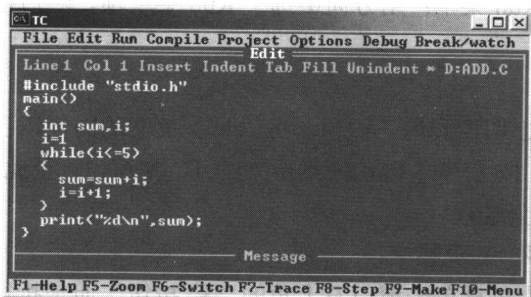 TC
File Edit Run Compile Project Options Debug Break/watch
Edit
Line 1 Col 1 Insert Indent Tab Fill Unindent * D:ADD.C
#include "stdio.h"
main()
{
int sum,i;
i=1
while(i<=5)
{
sum=sum+i;
i=i+1;
}
print("%d\n",sum);
}
Message
F1-Help F5-Zoom F6-Switch F7-Trace F8-Step F9-Make F10-Menu